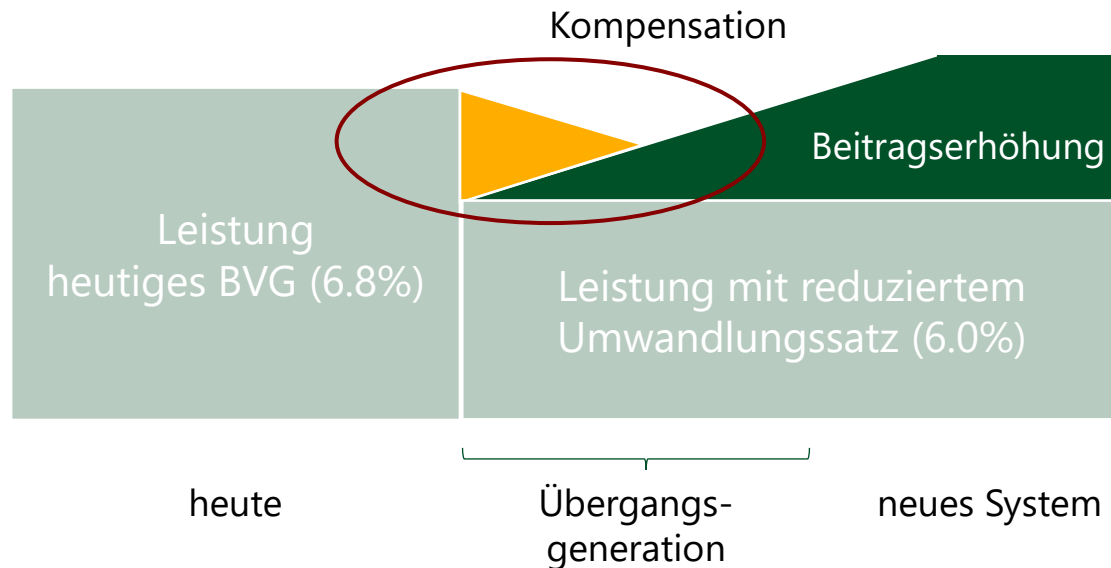 Kompensation
Beitragserhöhung
Leistung
heutiges BVG (6.8%)
Leistung mit reduziertem
Umwandlungssatz (6.0%)
heute
Übergangs-
generation
neues System